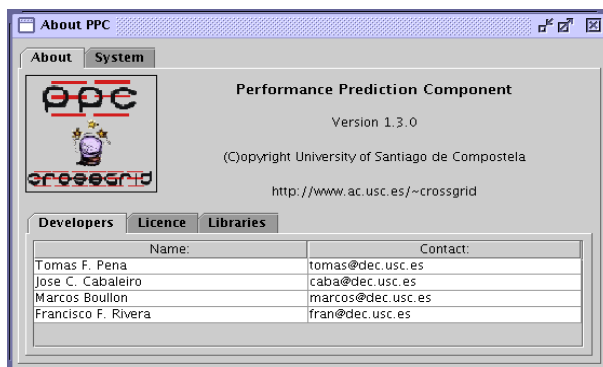 About PPC
About System
ppc
crossgrid
Performance Prediction Component
Version 1.3.0
(C)opyright University of Santiago de Compostela
http://www.ac.usc.es/~crossgrid
Developers Licence Libraries
Name: Contact:
Tomas F. Pena tomas@dec.usc.es
Jose C. Cabaleiro caba@dec.usc.es
Marcos Boullon marcos@dec.usc.es
Francisco F. Rivera fran@dec.usc.es